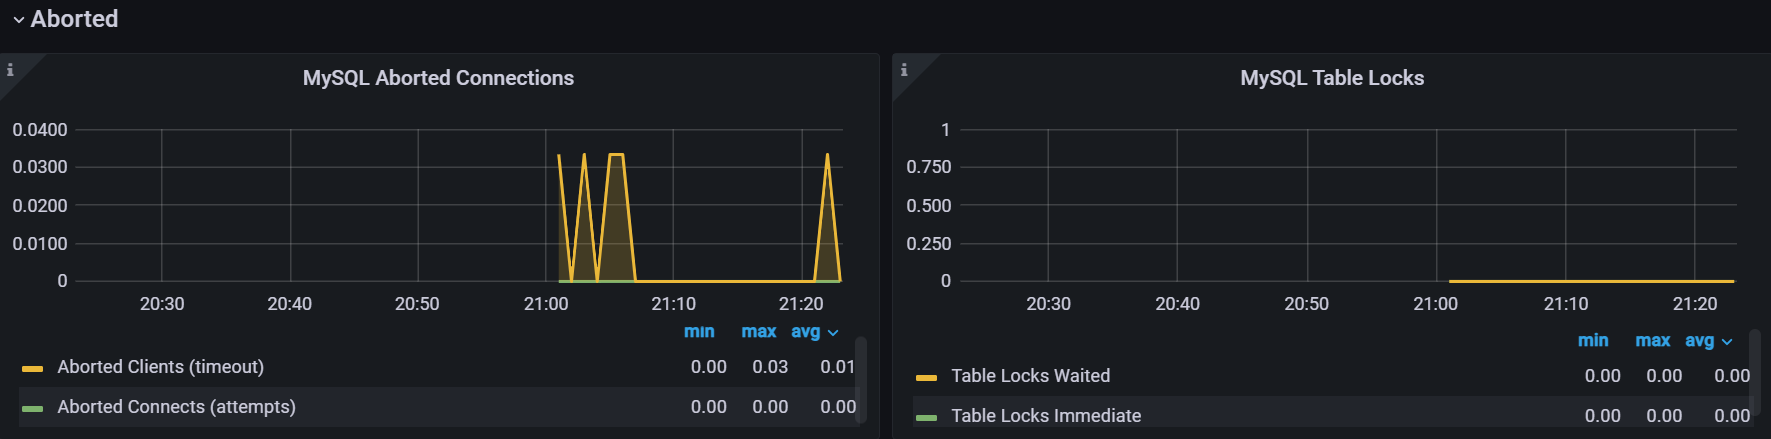 Aborted
MySQL Aborted Connections
0.0400
0.0300
0.0200
0.0100
0
20:30 20:40 20:50 21:00 21:10 21:20
min max avg
Aborted Clients (timeout) 0.00 0.03 0.01
Aborted Connects (attempts) 0.00 0.00 0.00
MySQL Table Locks
1
0.750
0.500
0.250
0
20:30 20:40 20:50 21:00 21:10 21:20
min max avg
Table Locks Waited 0.00 0.00 0.00
Table Locks Immediate 0.00 0.00 0.00